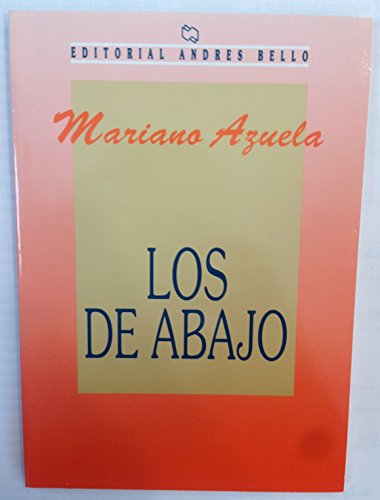 EDITORIAL ANDRES BELLO
Mariano Azuela
LOS
DE ABAJO